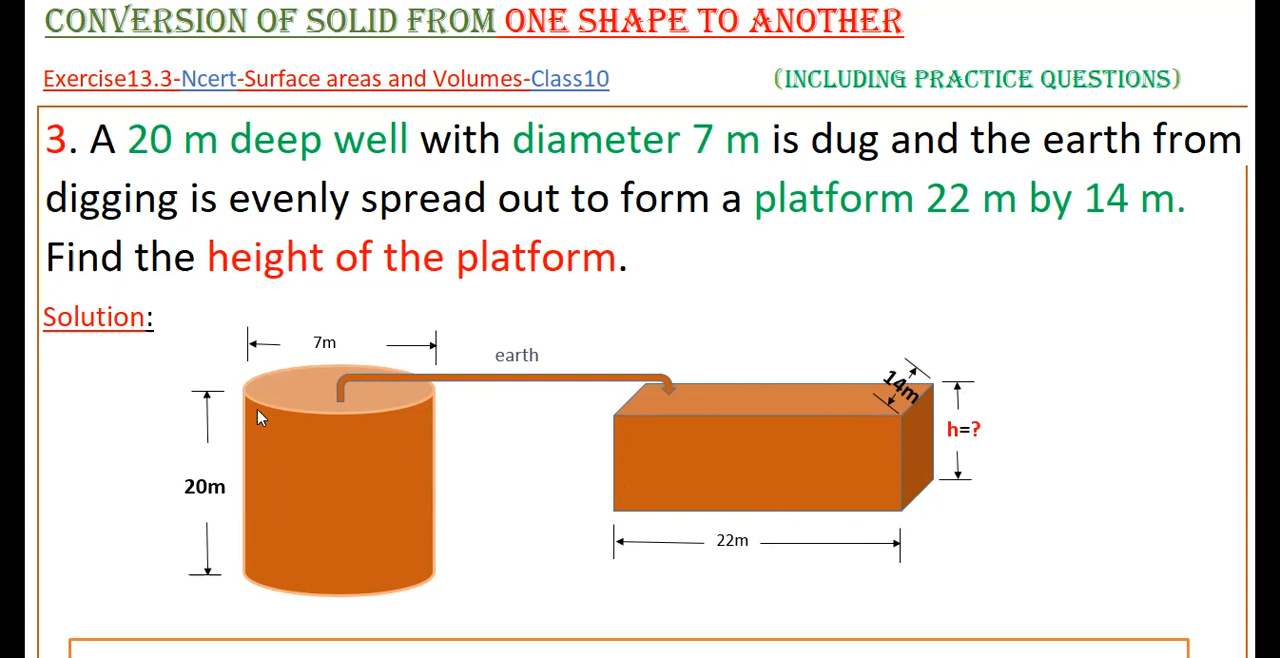 CONVERSION OF SOLID FROM ONE SHAPE TO ANOTHER
Exercise13.3-Ncert-Surface areas and Volumes-Class10
(INCLUDING PRACTICE QUESTIONS)
3. A 20 m deep well with diameter 7 m is dug and the earth from
digging is evenly spread out to form a platform 22 m by 14 m.
Find the height of the platform.
Solution:
7m
earth
14m
h=?
20m
22m